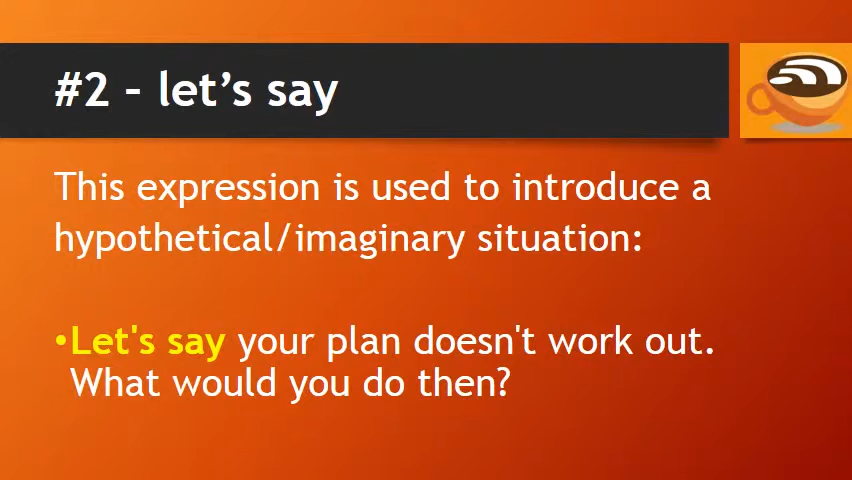 #2 – let’s say
This expression is used to introduce a
hypothetical/imaginary situation:
•Let's say your plan doesn't work out.
What would you do then?